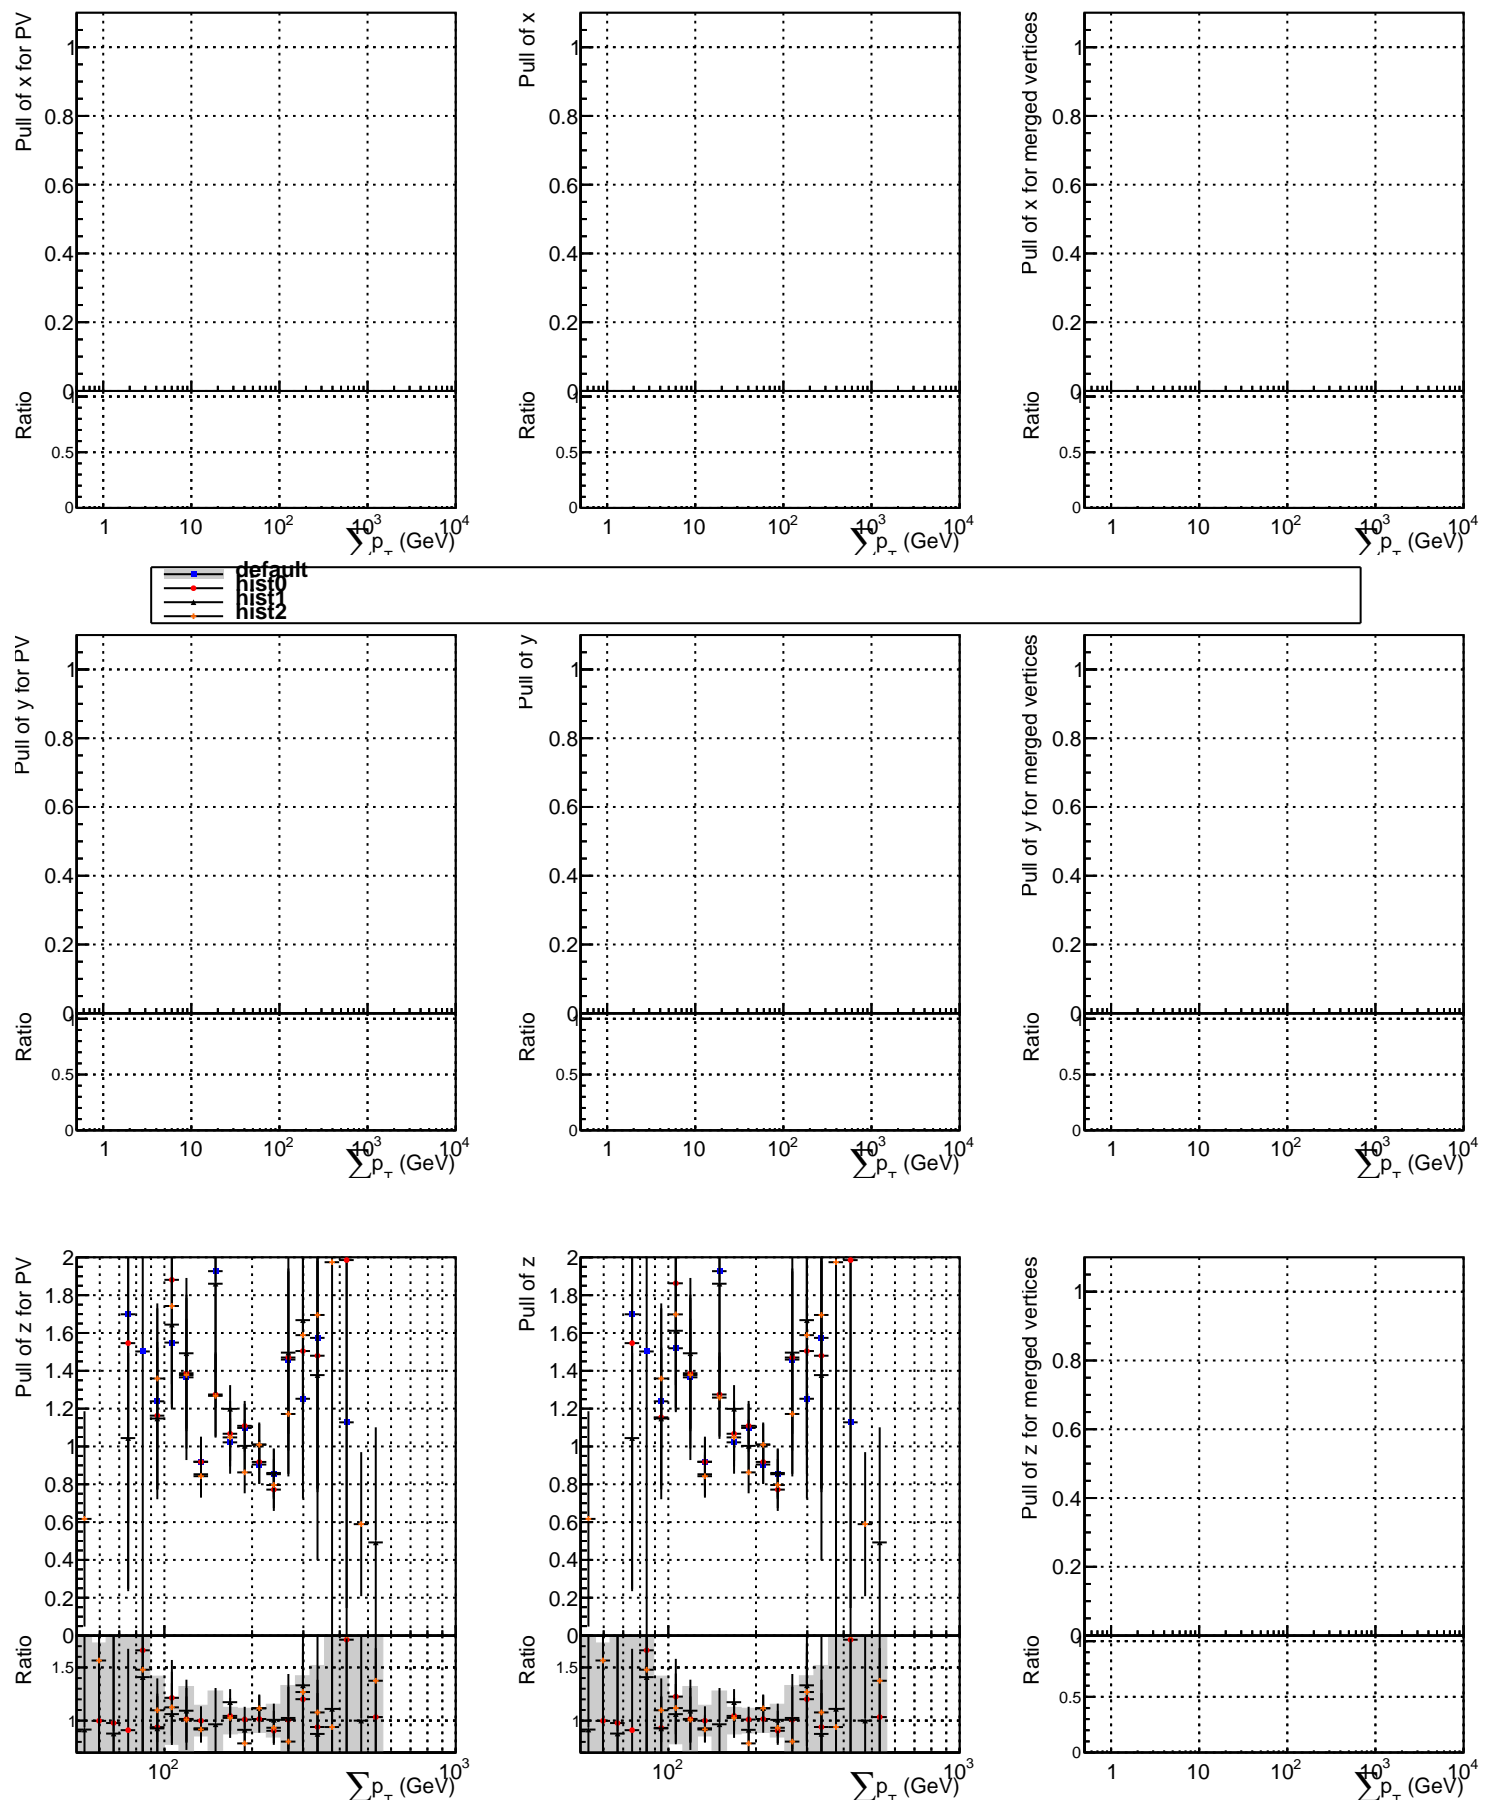 Pull of x for PV
1
0.8
0.6
0.4
0.2
0
Ratio
1
0.5
0
1 10 10² 10³ 10⁴
∑ p_T (GeV)
Pull of x
1
0.8
0.6
0.4
0.2
0
Ratio
1
0.5
0
1 10 10² 10³ 10⁴
∑ p_T (GeV)
Pull of x for merged vertices
1
0.8
0.6
0.4
0.2
0
Ratio
1
0.5
0
1 10 10² 10³ 10⁴
∑ p_T (GeV)
default
hist0
hist1
hist2
Pull of y for PV
1
0.8
0.6
0.4
0.2
0
Ratio
1
0.5
0
1 10 10² 10³ 10⁴
∑ p_T (GeV)
Pull of y
1
0.8
0.6
0.4
0.2
0
Ratio
1
0.5
0
1 10 10² 10³ 10⁴
∑ p_T (GeV)
Pull of y for merged vertices
1
0.8
0.6
0.4
0.2
0
Ratio
1
0.5
0
1 10 10² 10³ 10⁴
∑ p_T (GeV)
Pull of z for PV
2
1.8
1.6
1.4
1.2
1
0.8
0.6
0.4
0.2
0
Ratio
1.5
1
10² 10³
∑ p_T (GeV)
Pull of z
2
1.8
1.6
1.4
1.2
1
0.8
0.6
0.4
0.2
0
Ratio
1.5
1
10² 10³
∑ p_T (GeV)
Pull of z for merged vertices
1
0.8
0.6
0.4
0.2
0
Ratio
1
0.5
0
1 10 10² 10³ 10⁴
∑ p_T (GeV)